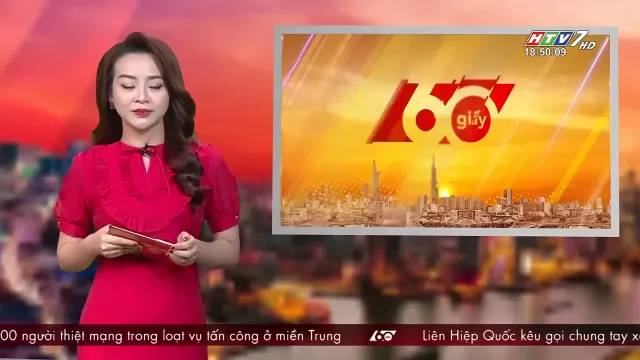 HTV7 HD
18:50:09
60 giây
00 người thiệt mạng trong loạt vụ tấn công ở miền Trung 60 Liên Hiệp Quốc kêu gọi chung tay x